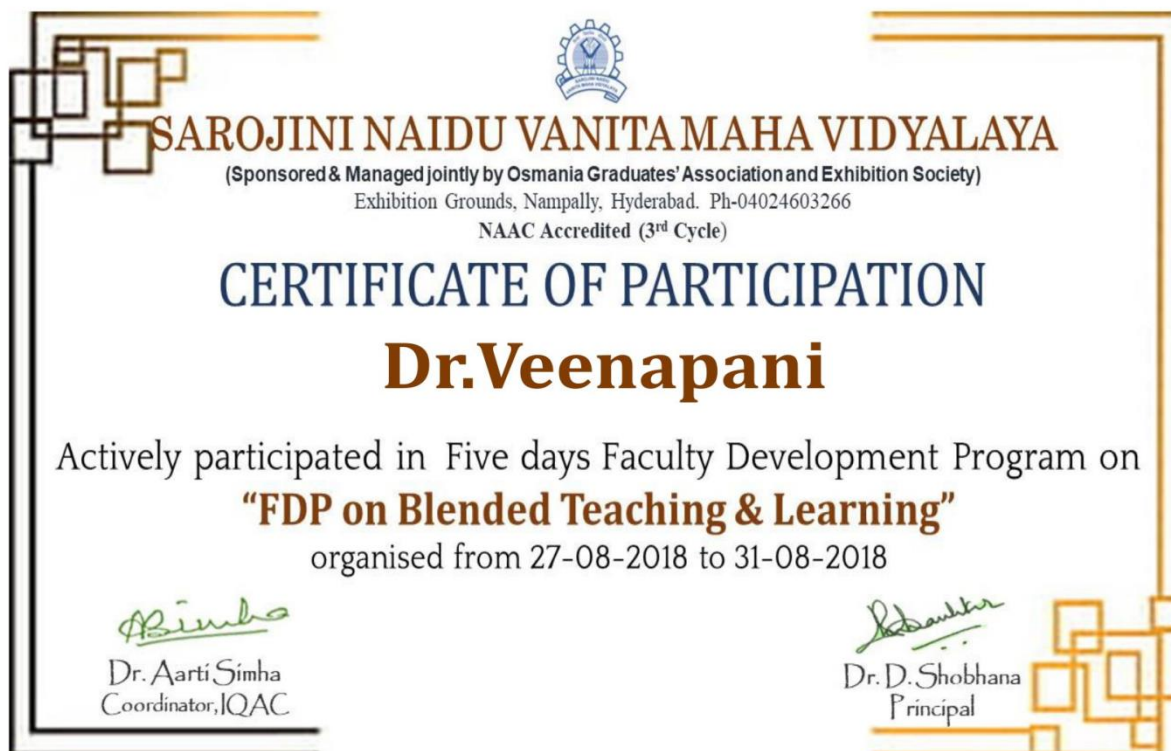 SAROJINI NAIDU VANITA MAHA VIDYALAYA
(Sponsored & Managed jointly by Osmania Graduates' Association and Exhibition Society)
Exhibition Grounds, Nampally, Hyderabad. Ph-04024603266
NAAC Accredited (3rd Cycle)
CERTIFICATE OF PARTICIPATION
Dr.Veenapani
Actively participated in Five days Faculty Development Program on
“FDP on Blended Teaching & Learning”
organised from 27-08-2018 to 31-08-2018
Dr. Aarti Simha
Coordinator, IQAC
Dr. D. Shobhana
Principal